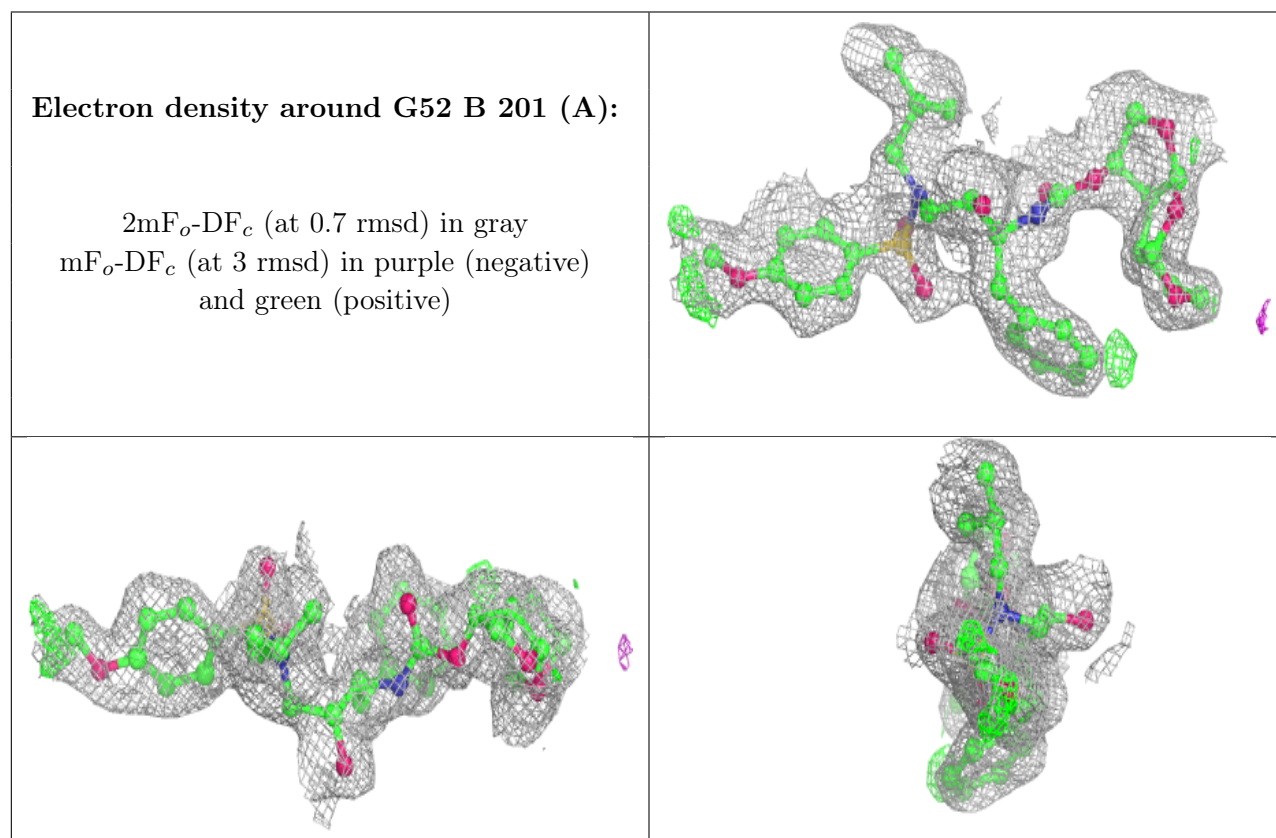 Electron density around G52 B 201 (A):
2mFₒ-DF𝒸 (at 0.7 rmsd) in gray
mFₒ-DF𝒸 (at 3 rmsd) in purple (negative)
and green (positive)